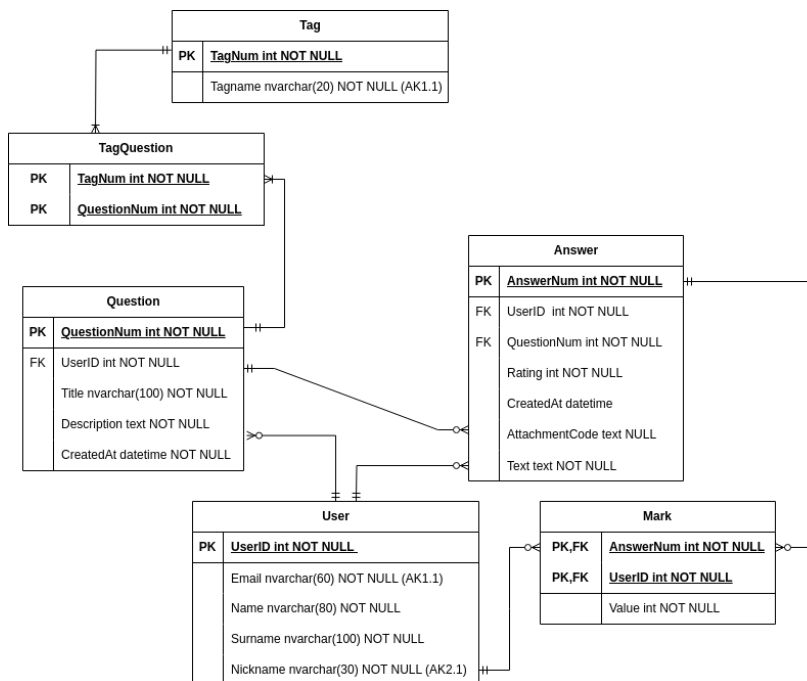 Tag
PK TagNum int NOT NULL
Tagname nvarchar(20) NOT NULL (AK1.1)
TagQuestion
PK TagNum int NOT NULL
PK QuestionNum int NOT NULL
Question
PK QuestionNum int NOT NULL
FK UserID int NOT NULL
Title nvarchar(100) NOT NULL
Description text NOT NULL
CreatedAt datetime NOT NULL
Answer
PK AnswerNum int NOT NULL
FK UserID int NOT NULL
FK QuestionNum int NOT NULL
Rating int NOT NULL
CreatedAt datetime
AttachmentCode text NULL
Text text NOT NULL
User
PK UserID int NOT NULL
Email nvarchar(60) NOT NULL (AK1.1)
Name nvarchar(80) NOT NULL
Surname nvarchar(100) NOT NULL
Nickname nvarchar(30) NOT NULL (AK2.1)
Mark
PK,FK AnswerNum int NOT NULL
PK,FK UserID int NOT NULL
Value int NOT NULL